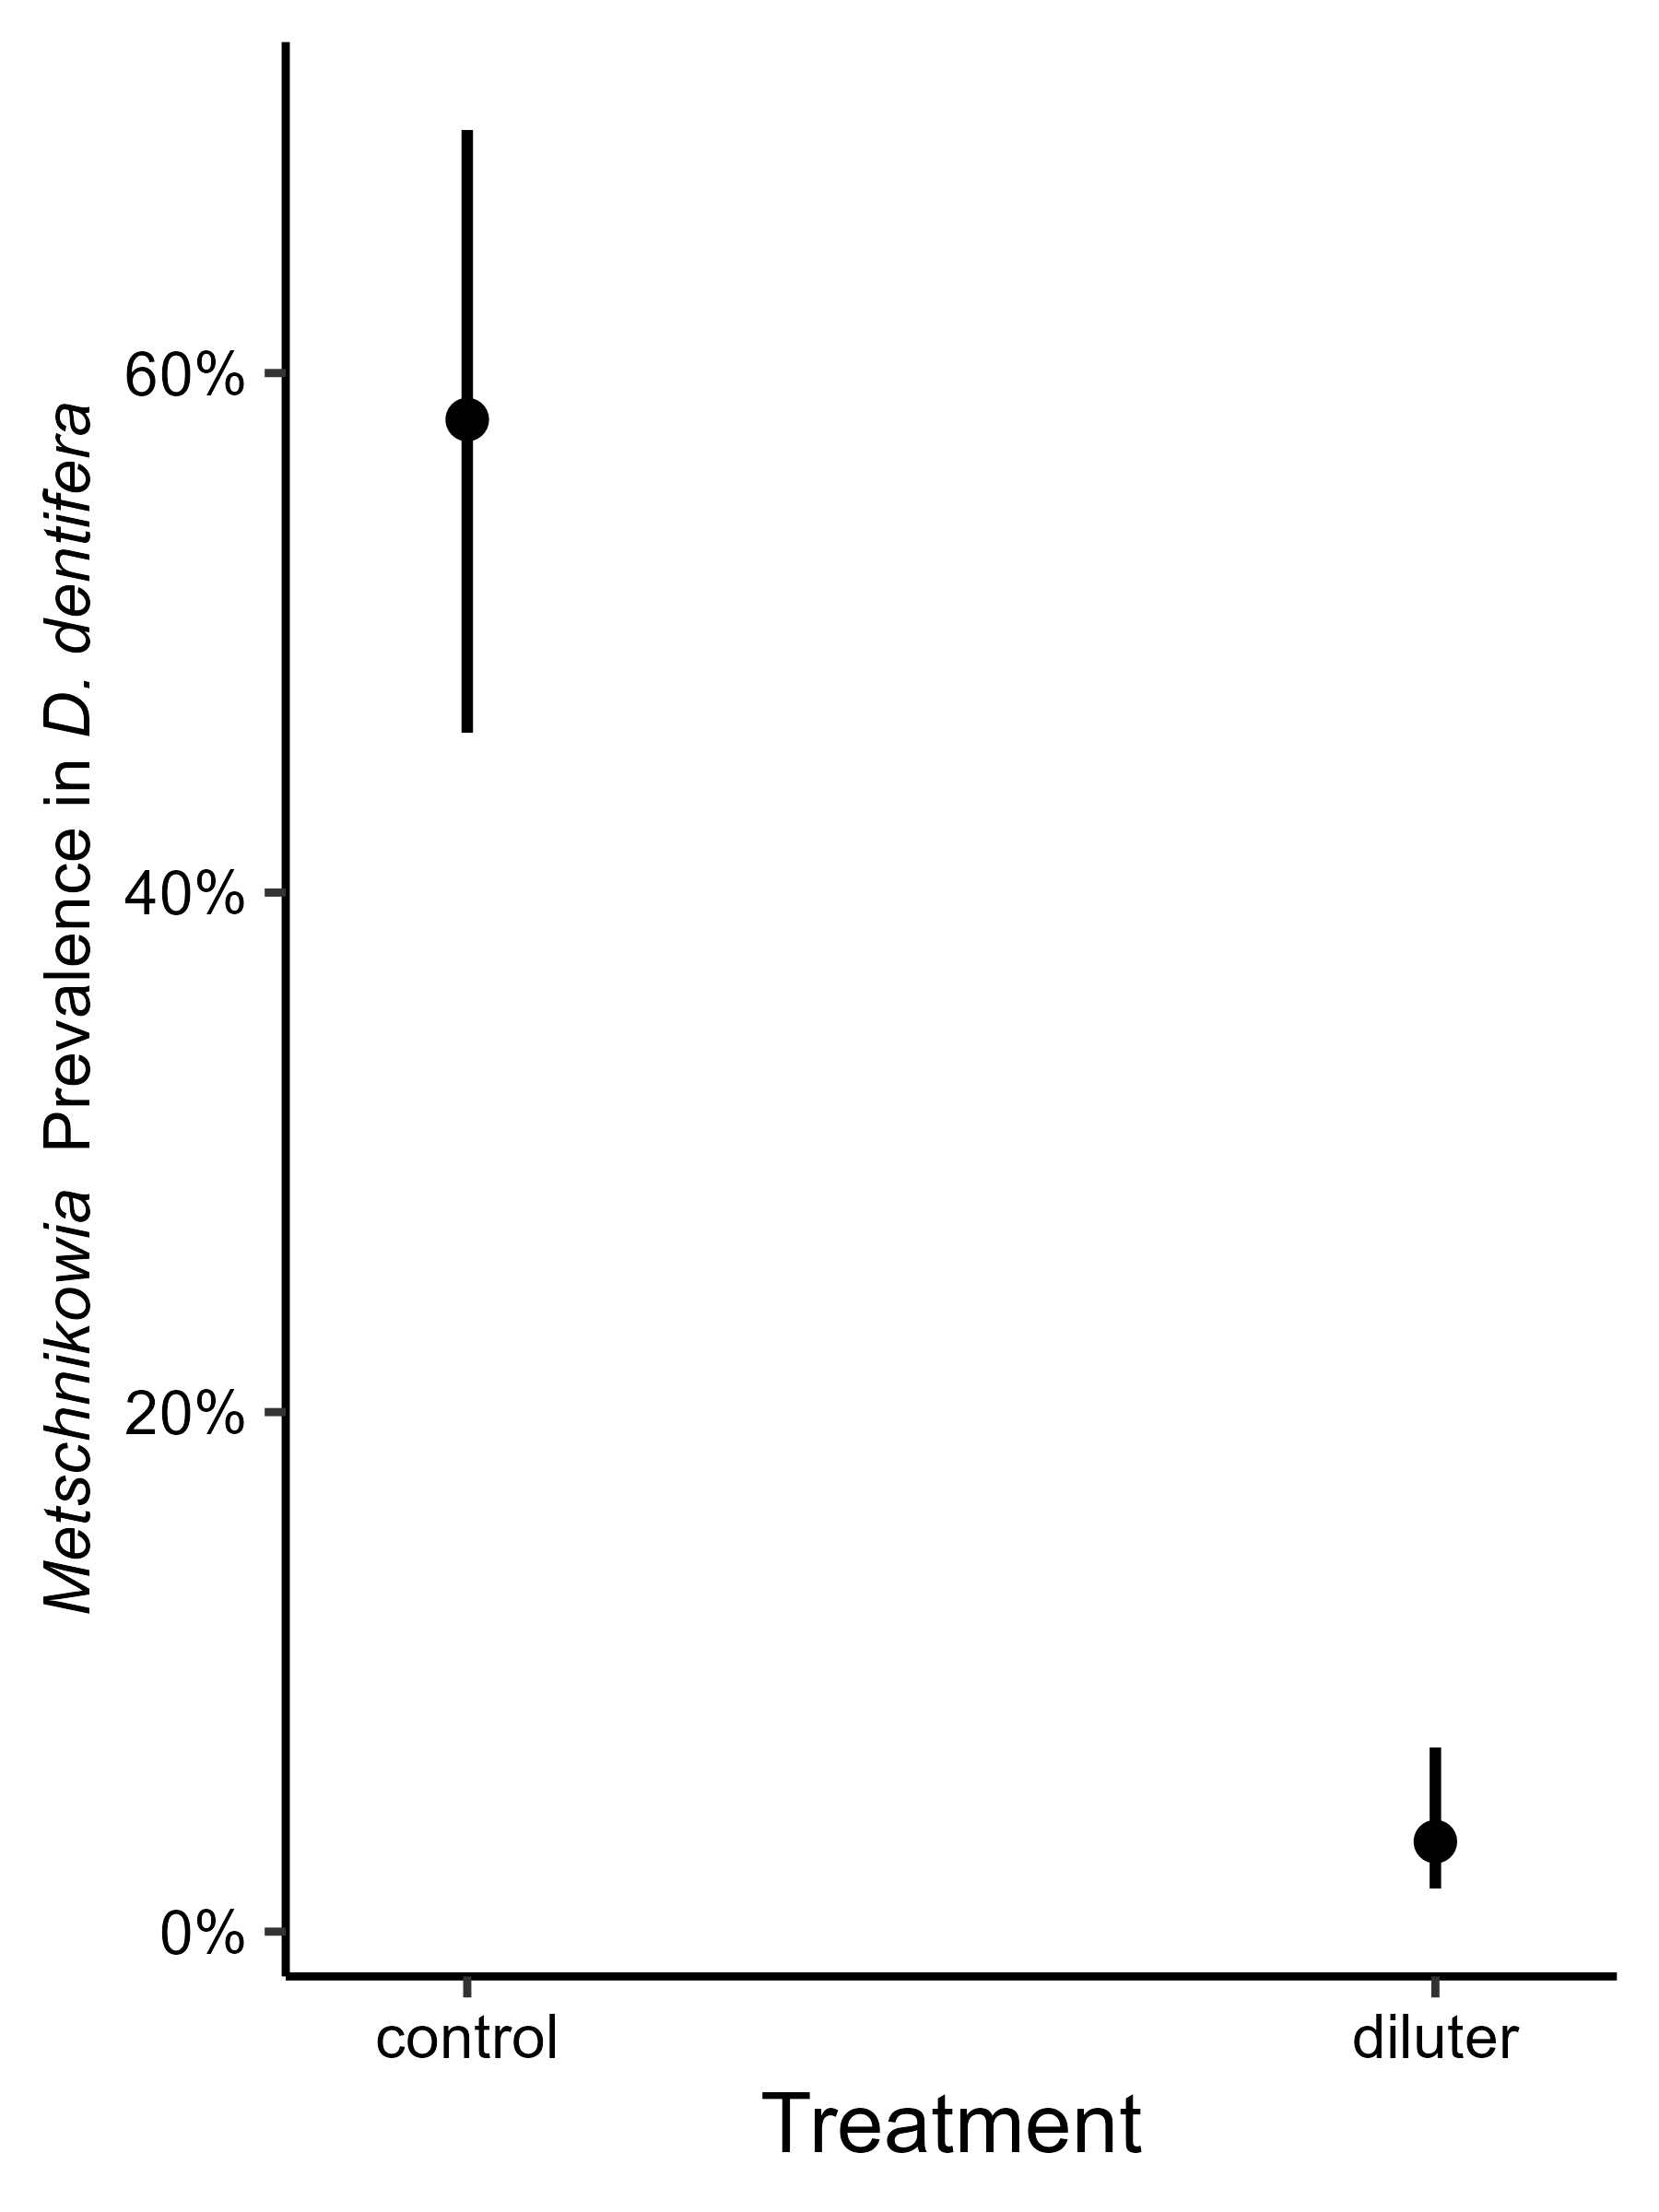 Metschnikowia Prevalence in D. dentifera
60%
40%
20%
0%
control
diluter
Treatment